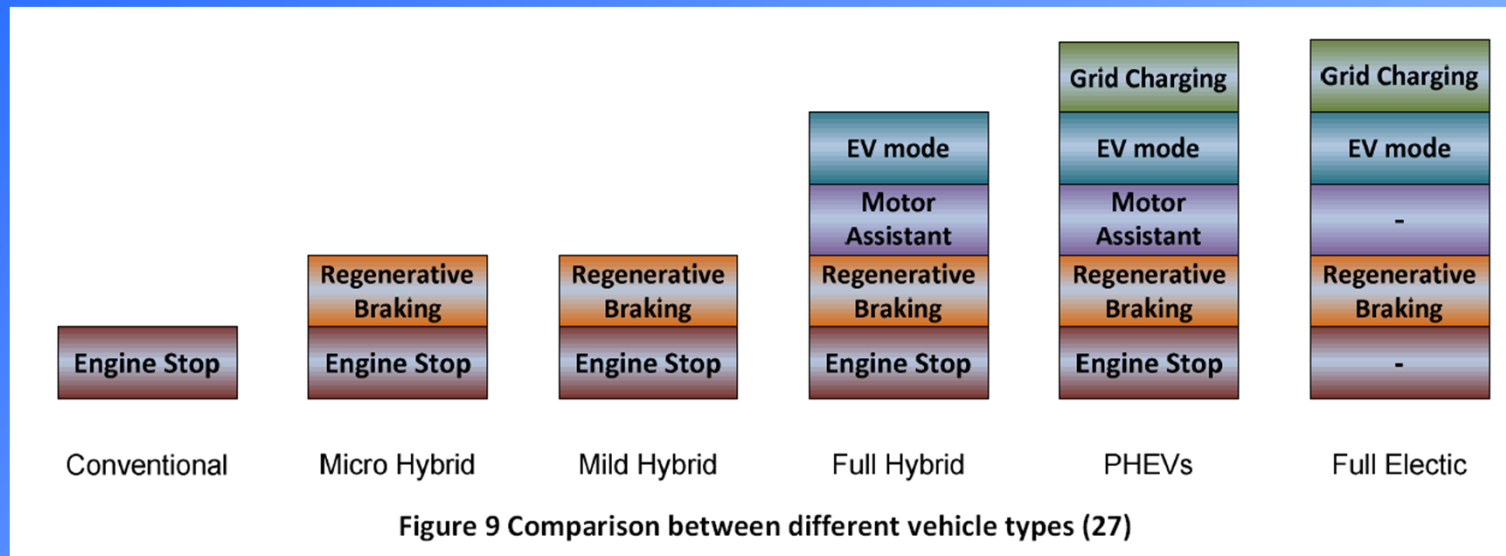 Grid Charging
Grid Charging
EV mode
EV mode
EV mode
Motor
Assistant
Motor
Assistant
-
Regenerative
Braking
Regenerative
Braking
Regenerative
Braking
Regenerative
Braking
Regenerative
Braking
Engine Stop
Engine Stop
Engine Stop
Engine Stop
Engine Stop
-
Conventional
Micro Hybrid
Mild Hybrid
Full Hybrid
PHEVs
Full Electic
Figure 9 Comparison between different vehicle types (27)